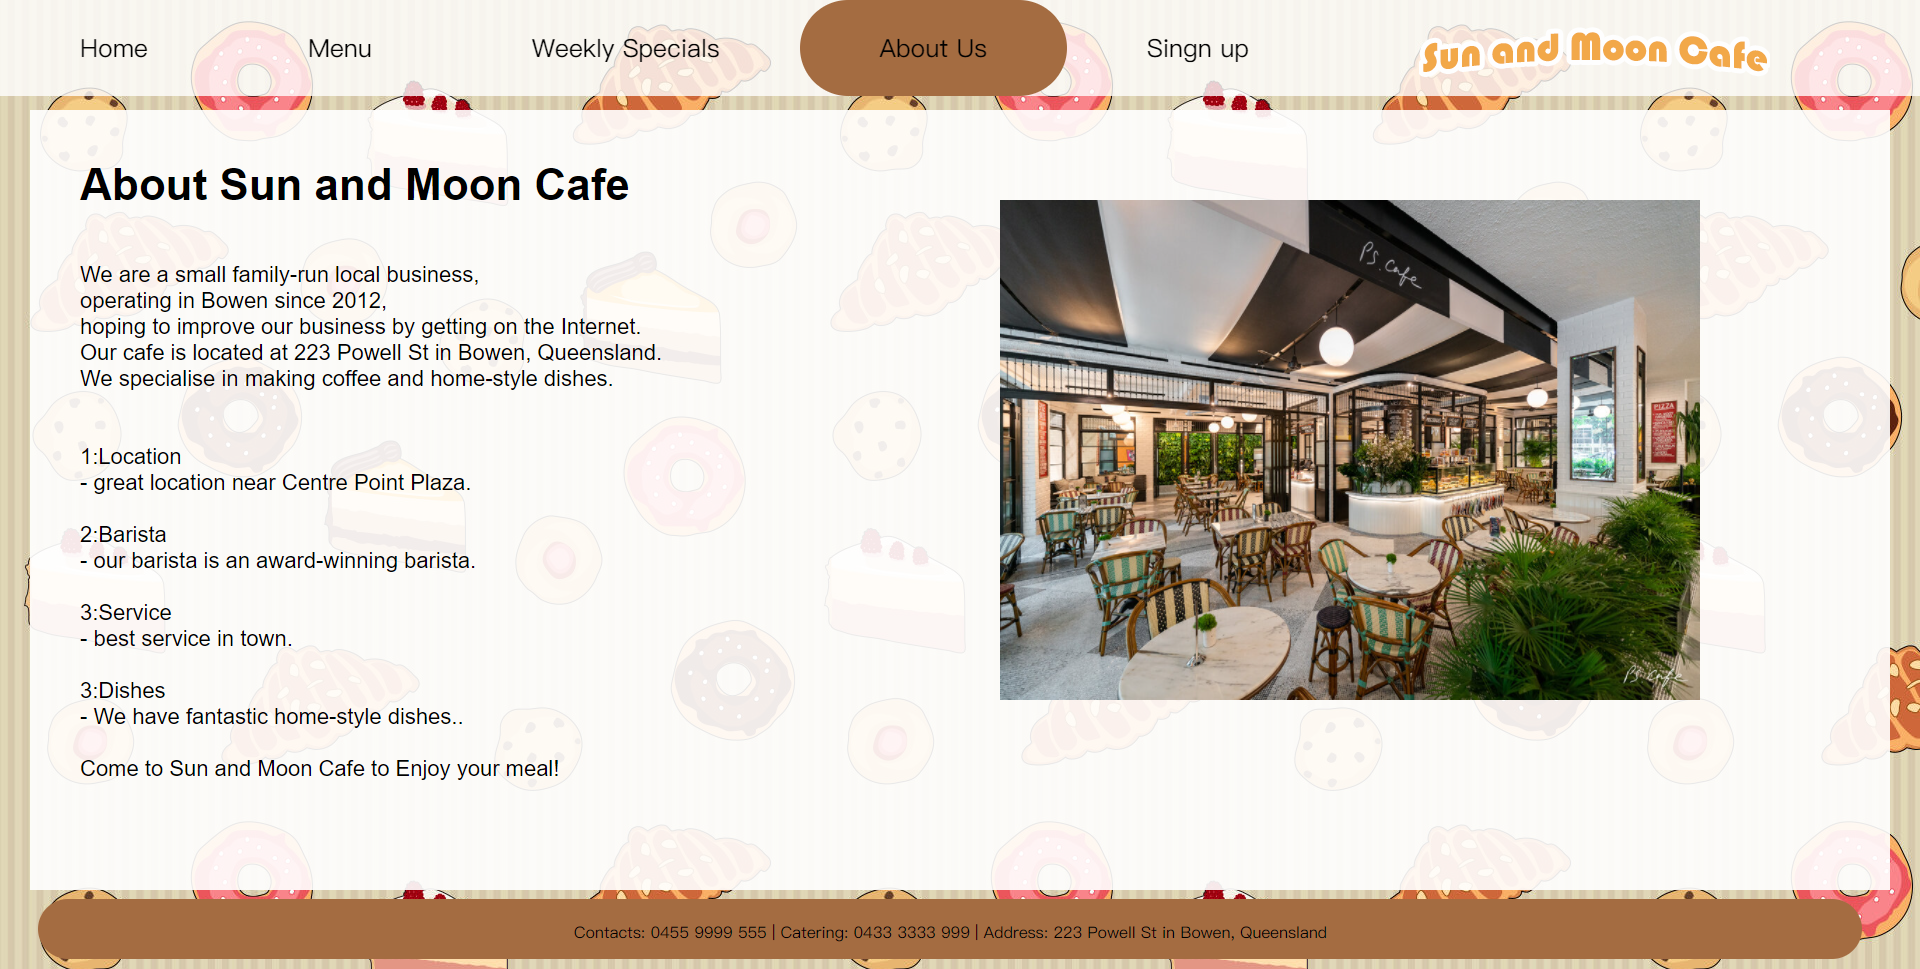 Home
Menu
Weekly Specials
About Us
Singn up
Sun and Moon Cafe
About Sun and Moon Cafe
We are a small family-run local business,
operating in Bowen since 2012,
hoping to improve our business by getting on the Internet.
Our cafe is located at 223 Powell St in Bowen, Queensland.
We specialise in making coffee and home-style dishes.
1:Location
- great location near Centre Point Plaza.
2:Barista
- our barista is an award-winning barista.
3:Service
- best service in town.
3:Dishes
- We have fantastic home-style dishes..
Come to Sun and Moon Cafe to Enjoy your meal!
P.S. Cafe
PIZZA
P.S. Cafe
Contacts: 0455 9999 555 | Catering: 0433 3333 999 | Address: 223 Powell St in Bowen, Queensland